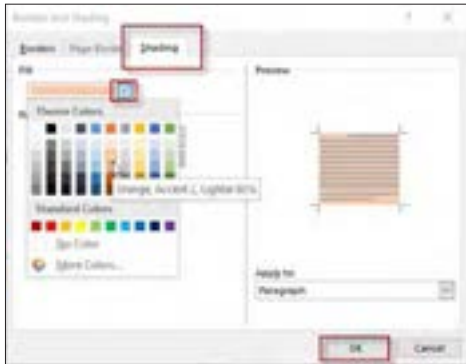 Borders and Shading
? X
Borders Page Border Shading
Fill
Preview
Theme Colors
Orange, Accent 2, Lighter 60%
Standard Colors
No Color
More Colors...
Apply to:
Paragraph
OK Cancel